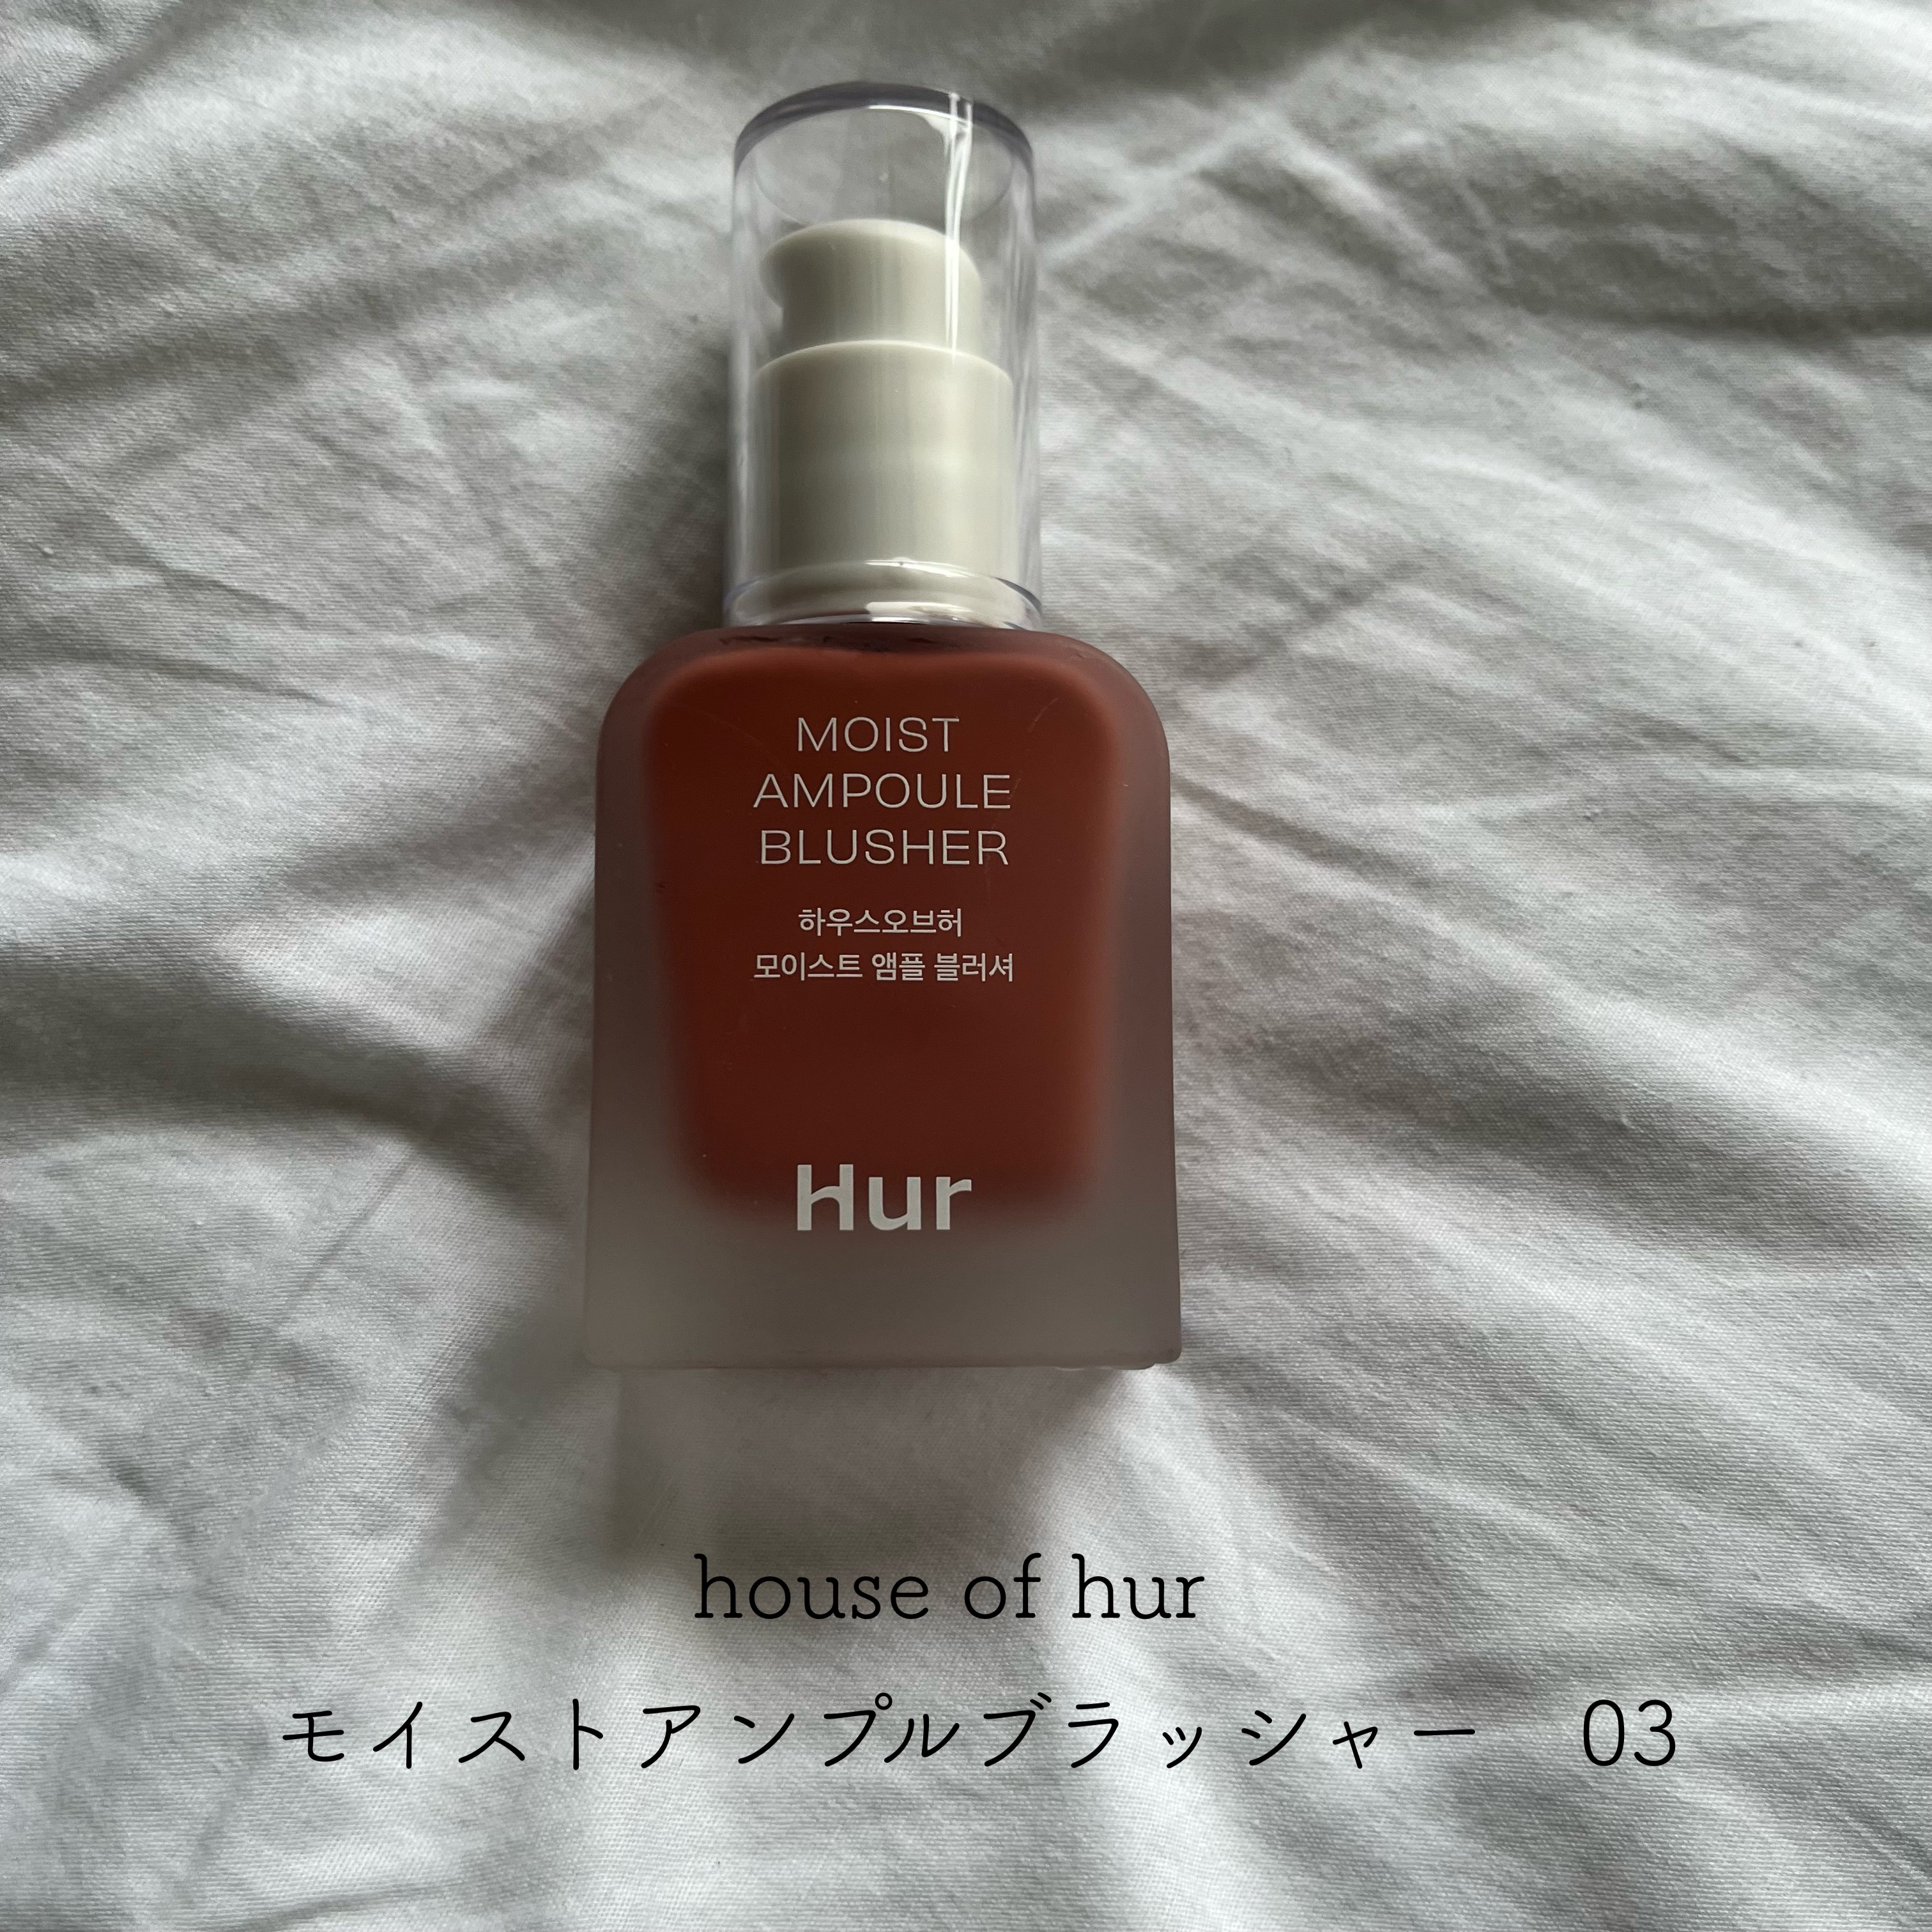 MOIST
AMPOULE
BLUSHER
하우스오브허
모이스트 앰플 블러셔
Hur
house of hur
モイストアンプルブラッシャー　03